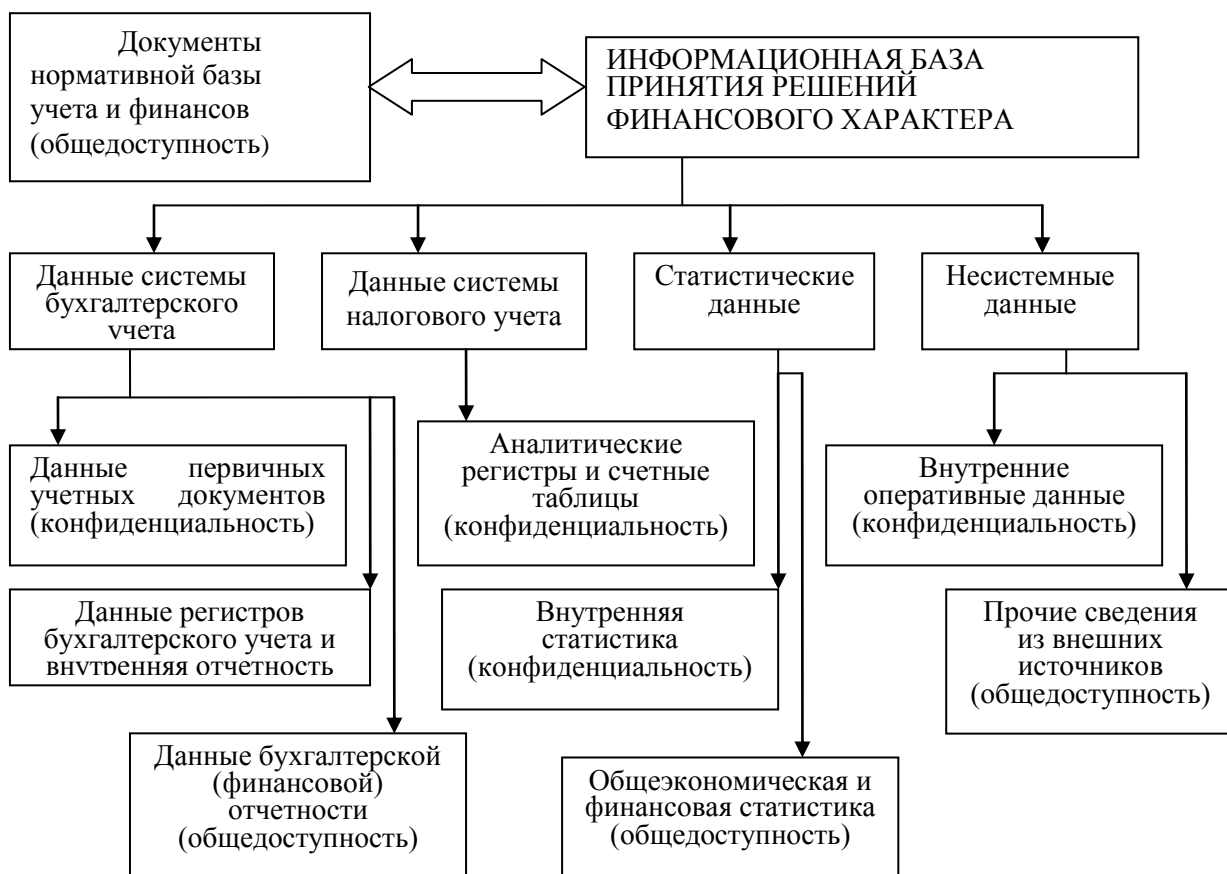 Документы
нормативной базы
учета и финансов
(общедоступность)
ИНФОРМАЦИОННАЯ БАЗА
ПРИНЯТИЯ РЕШЕНИЙ
ФИНАНСОВОГО ХАРАКТЕРА
Данные системы
бухгалтерского
учета
Данные системы
налогового учета
Статистические
данные
Несистемные
данные
Данные первичных
учетных документов
(конфиденциальность)
Аналитические
регистры и счетные
таблицы
(конфиденциальность)
Внутренние
оперативные данные
(конфиденциальность)
Данные регистров
бухгалтерского учета и
внутренняя отчетность
Внутренняя
статистика
(конфиденциальность)
Прочие сведения
из внешних
источников
(общедоступность)
Данные бухгалтерской
(финансовой)
отчетности
(общедоступность)
Общеэкономическая и
финансовая статистика
(общедоступность)